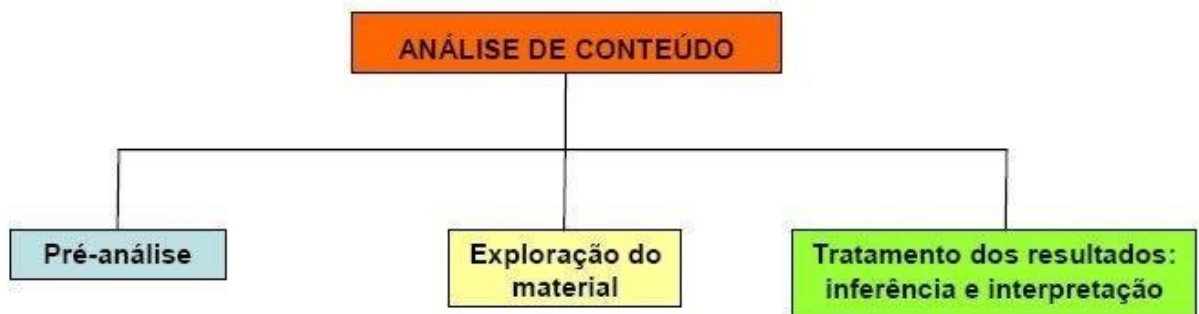 ANÁLISE DE CONTEÚDO
Pré-análise
Exploração do
material
Tratamento dos resultados:
inferência e interpretação